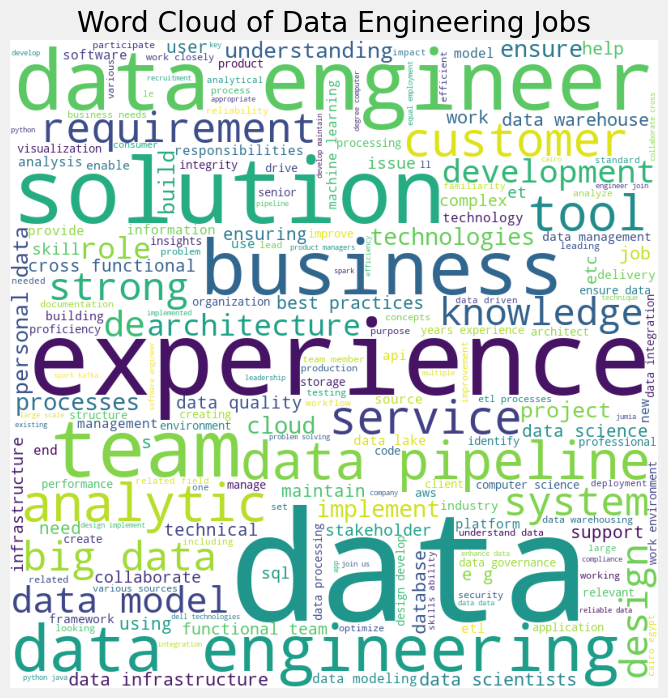 Word Cloud of Data Engineering Jobs
develop
software
participate
work closely
user
key
understanding
impact
model
ensure
help
various
product
recruitment
analytical
process
appropriate
efficient
data engineer
python
le
business needs
reliability
degree computer
equal employment
collaborate cross
requirement
customer
work
data warehouse
visualization
consumer
responsibilities
machine learning
processing
standard
analysis
enable
build
integrity
drive
develop maintain
issue
ll
development
cairo
engineer join
solution
senior
pipeline
familiarity
analyze
tool
complex
et
provide
information
ensuring
improve
technologies
technology
data management
skill
role
insights
problem
use
lead
product managers
efficiency
leading
job
personal data
cross functional
business
spark
etc
delivery
needed
strong
organization
best practices
data driven
knowledge
ensure data
technique
documentation
implemented
building
proficiency
de
architecture
purpose
concepts
years experience
architect
data integration
experience
team member
api
production
improvement
spark kafka
software engineer
leadership
storage
testing
multiple
processes
data quality
workflow
source
large scale
structure
creating
service
project
jumia
new
existing
management
environment
cloud
problem solving
data science
s
team
data lake
identify
professional
end
code
data pipeline
infrastructure
related field
performance
one
manage
computer science
deployment
analytic
maintain
company
aws
client
industry
system
work environment
need
design implement
set
implement
data warehousing
technical
stakeholder
platform
understand data
support
create
including
big data
data
data processing
app
join us
design develop
database
skills ability
enhance data
data governance
large
compliance
related
collaborate
sql
e g
working
design
various sources
security
relevant
data model
dell technologies
data data
reliable data
framework
using
functional team
optimize
etl
application
looking
integration
data engineering
cairo egypt
python java
data infrastructure
data modeling
data scientists
etl processes